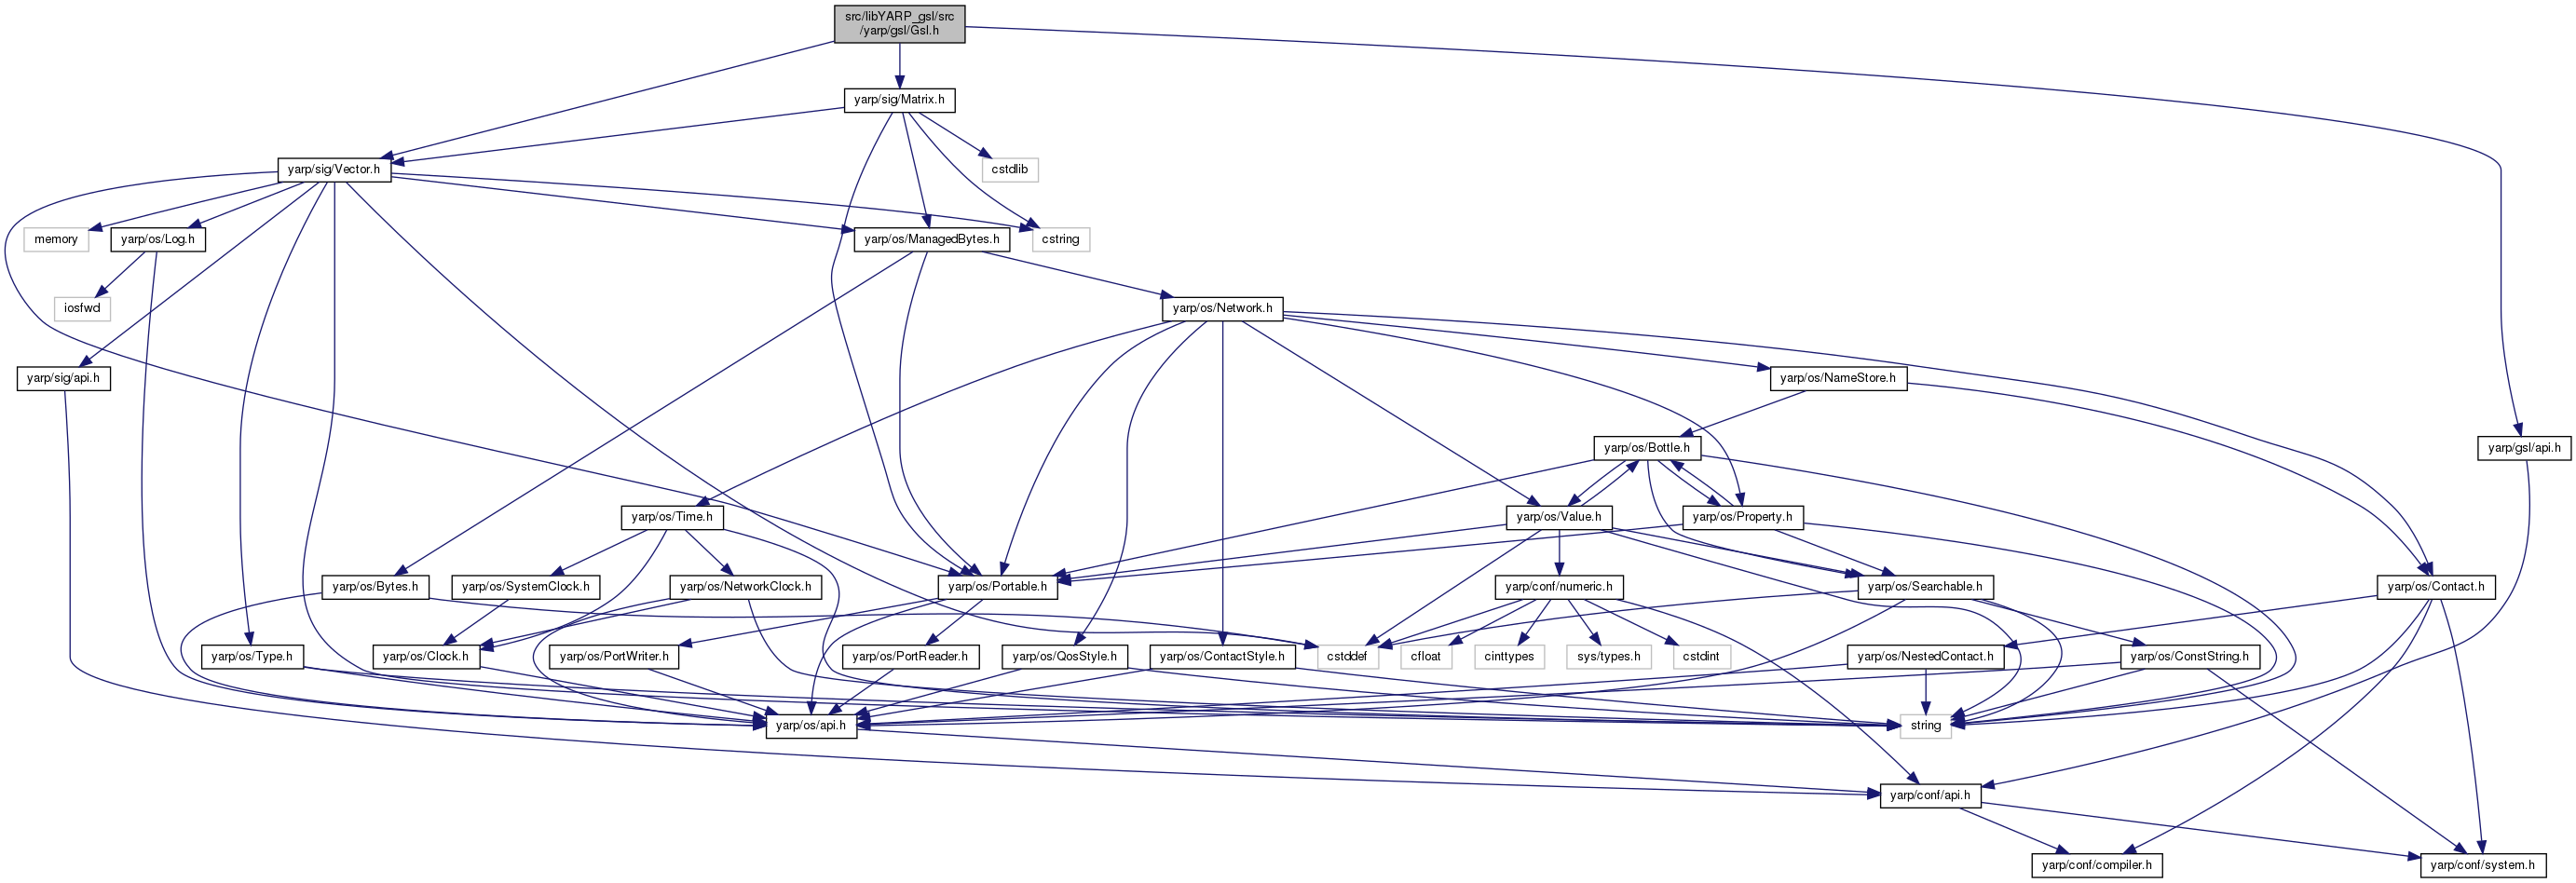 src/libYARP_gsl/src
/yarp/gsl/Gsl.h
yarp/sig/Matrix.h
yarp/sig/Vector.h
cstdlib
memory
yarp/os/Log.h
yarp/os/ManagedBytes.h
cstring
iosfwd
yarp/os/Network.h
yarp/sig/api.h
yarp/os/NameStore.h
yarp/os/Bottle.h
yarp/gsl/api.h
yarp/os/Time.h
yarp/os/Value.h
yarp/os/Property.h
yarp/os/Bytes.h
yarp/os/SystemClock.h
yarp/os/NetworkClock.h
yarp/os/Portable.h
yarp/conf/numeric.h
yarp/os/Searchable.h
yarp/os/Contact.h
yarp/os/Type.h
yarp/os/Clock.h
yarp/os/PortWriter.h
yarp/os/PortReader.h
yarp/os/QosStyle.h
yarp/os/ContactStyle.h
cstddef
cfloat
cinttypes
sys/types.h
cstdint
yarp/os/NestedContact.h
yarp/os/ConstString.h
yarp/os/api.h
string
yarp/conf/api.h
yarp/conf/compiler.h
yarp/conf/system.h